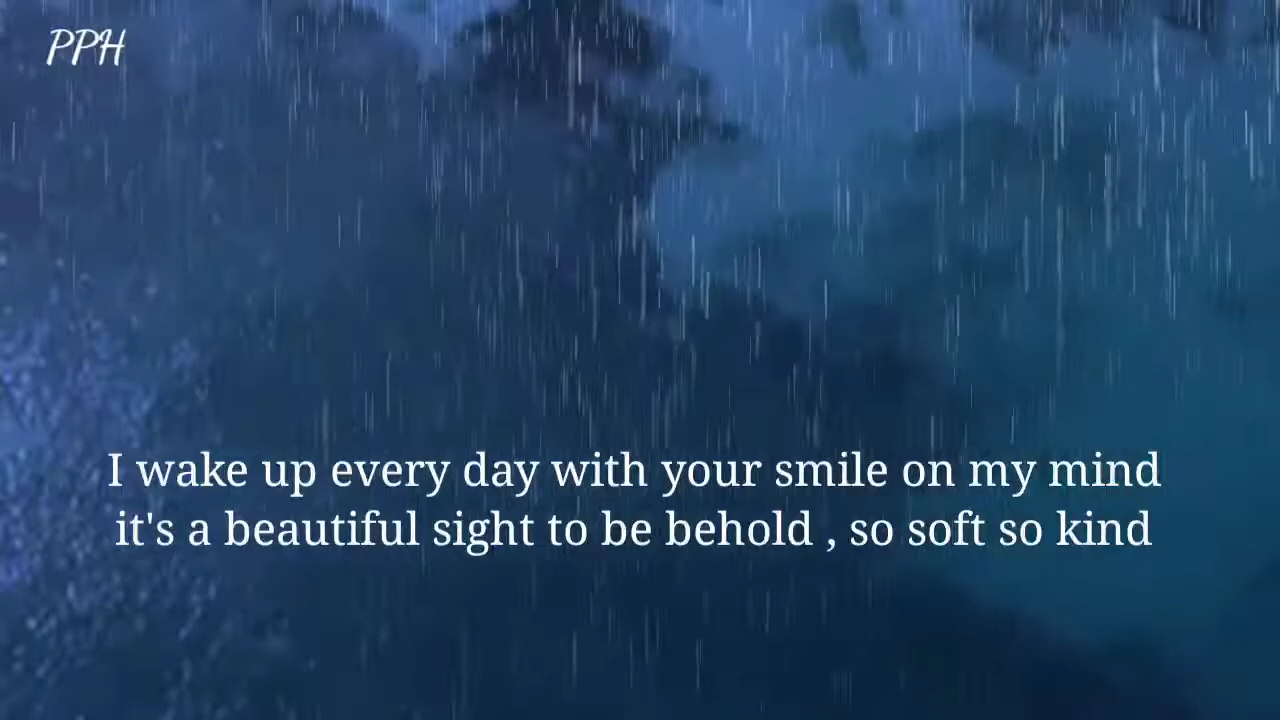 PPH
I wake up every day with your smile on my mind
it's a beautiful sight to be behold , so soft so kind